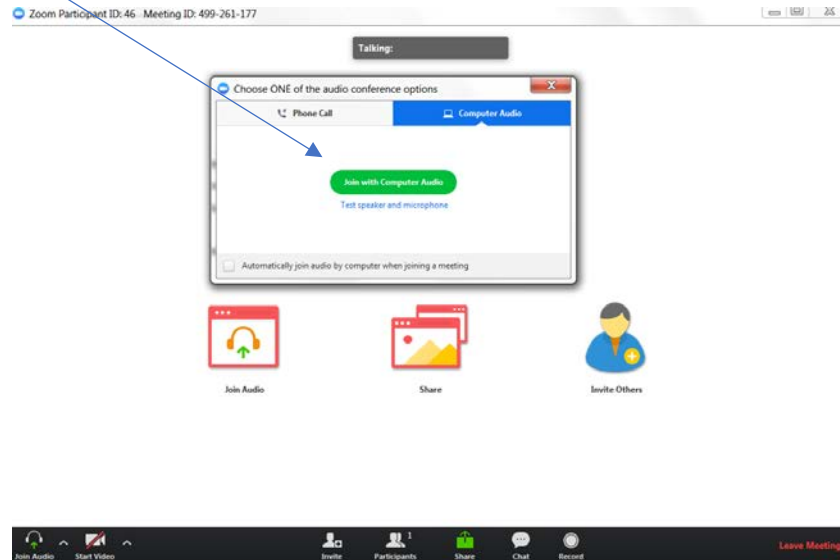 Zoom Participant ID: 46 Meeting ID: 499-261-177
Talking:
Choose ONE of the audio conference options
Phone Call
Computer Audio
Join with Computer Audio
Test speaker and microphone
Automatically join audio by computer when joining a meeting
Join Audio
Share
Invite Others
Join Audio
Start Video
Invite
1
Participants
Share
Chat
Record
Leave Meeting